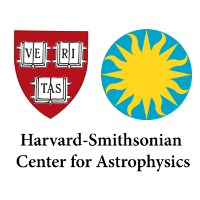 VE RI
TAS
Harvard-Smithsonian
Center for Astrophysics